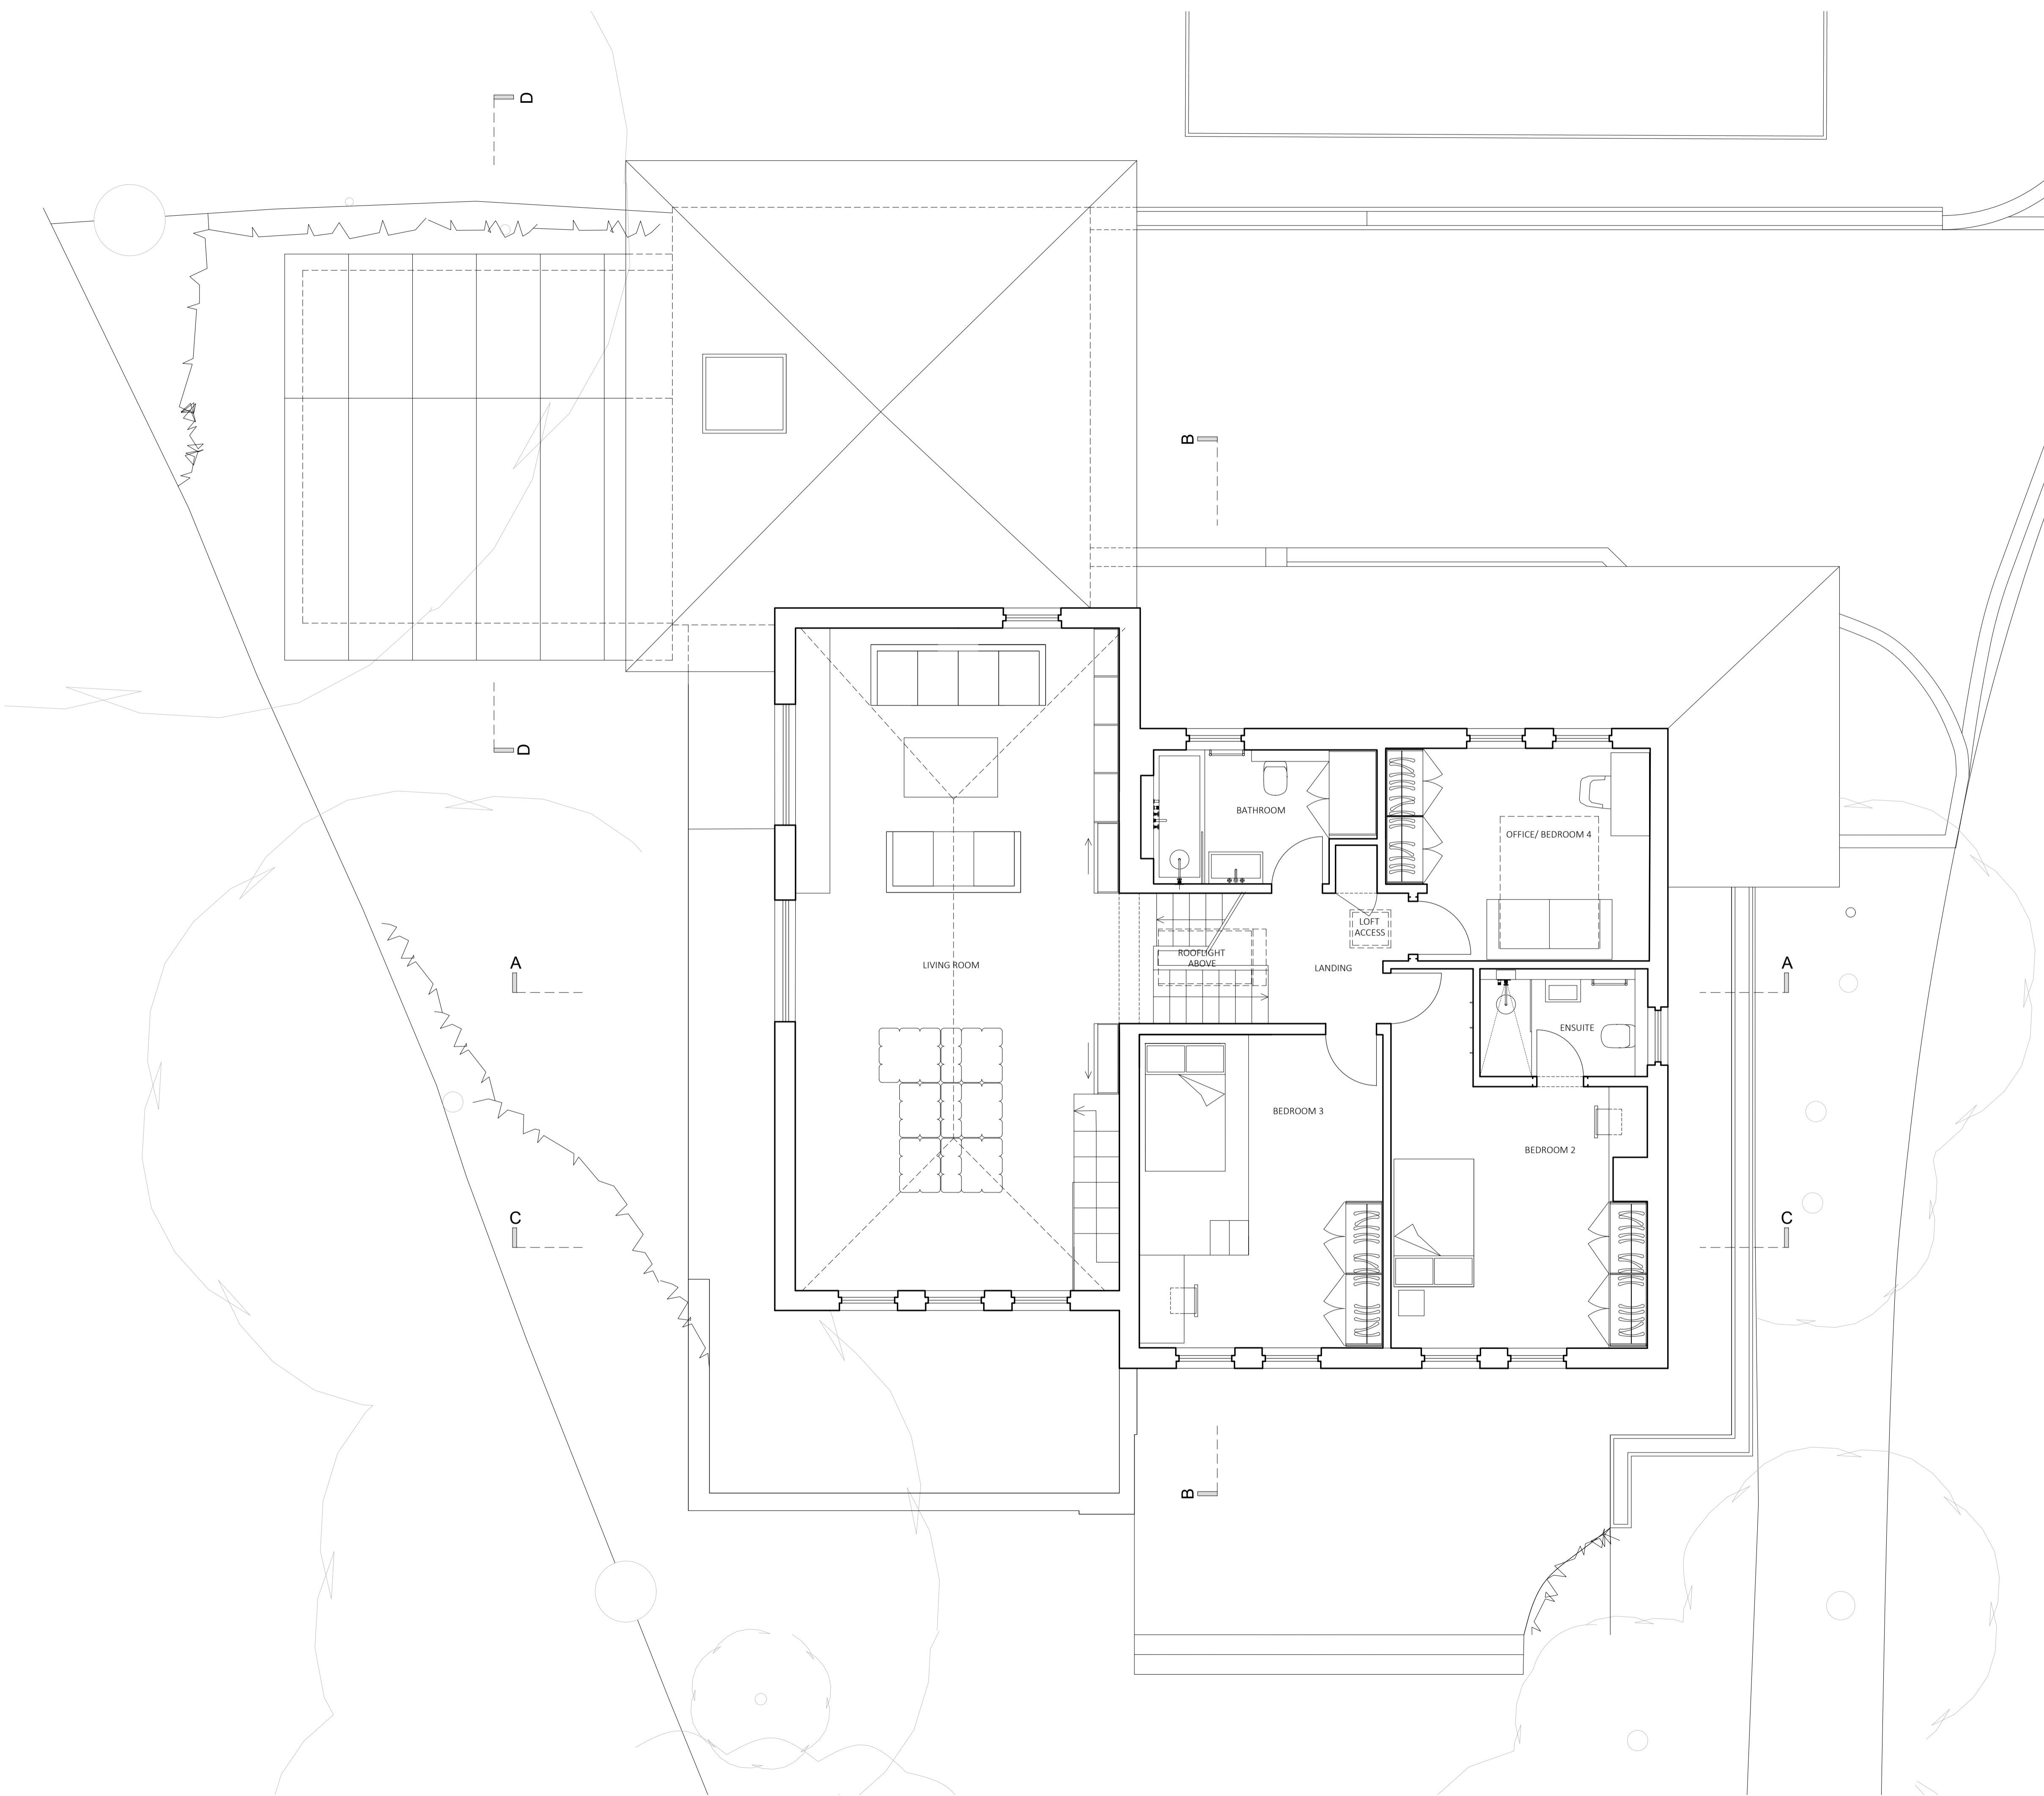 D
B
BATHROOM
OFFICE/ BEDROOM 4
D
LOFT
ACCESS
ROOFLIGHT
ABOVE
A
LIVING ROOM
LANDING
A
ENSUITE
BEDROOM 3
BEDROOM 2
C
C
B